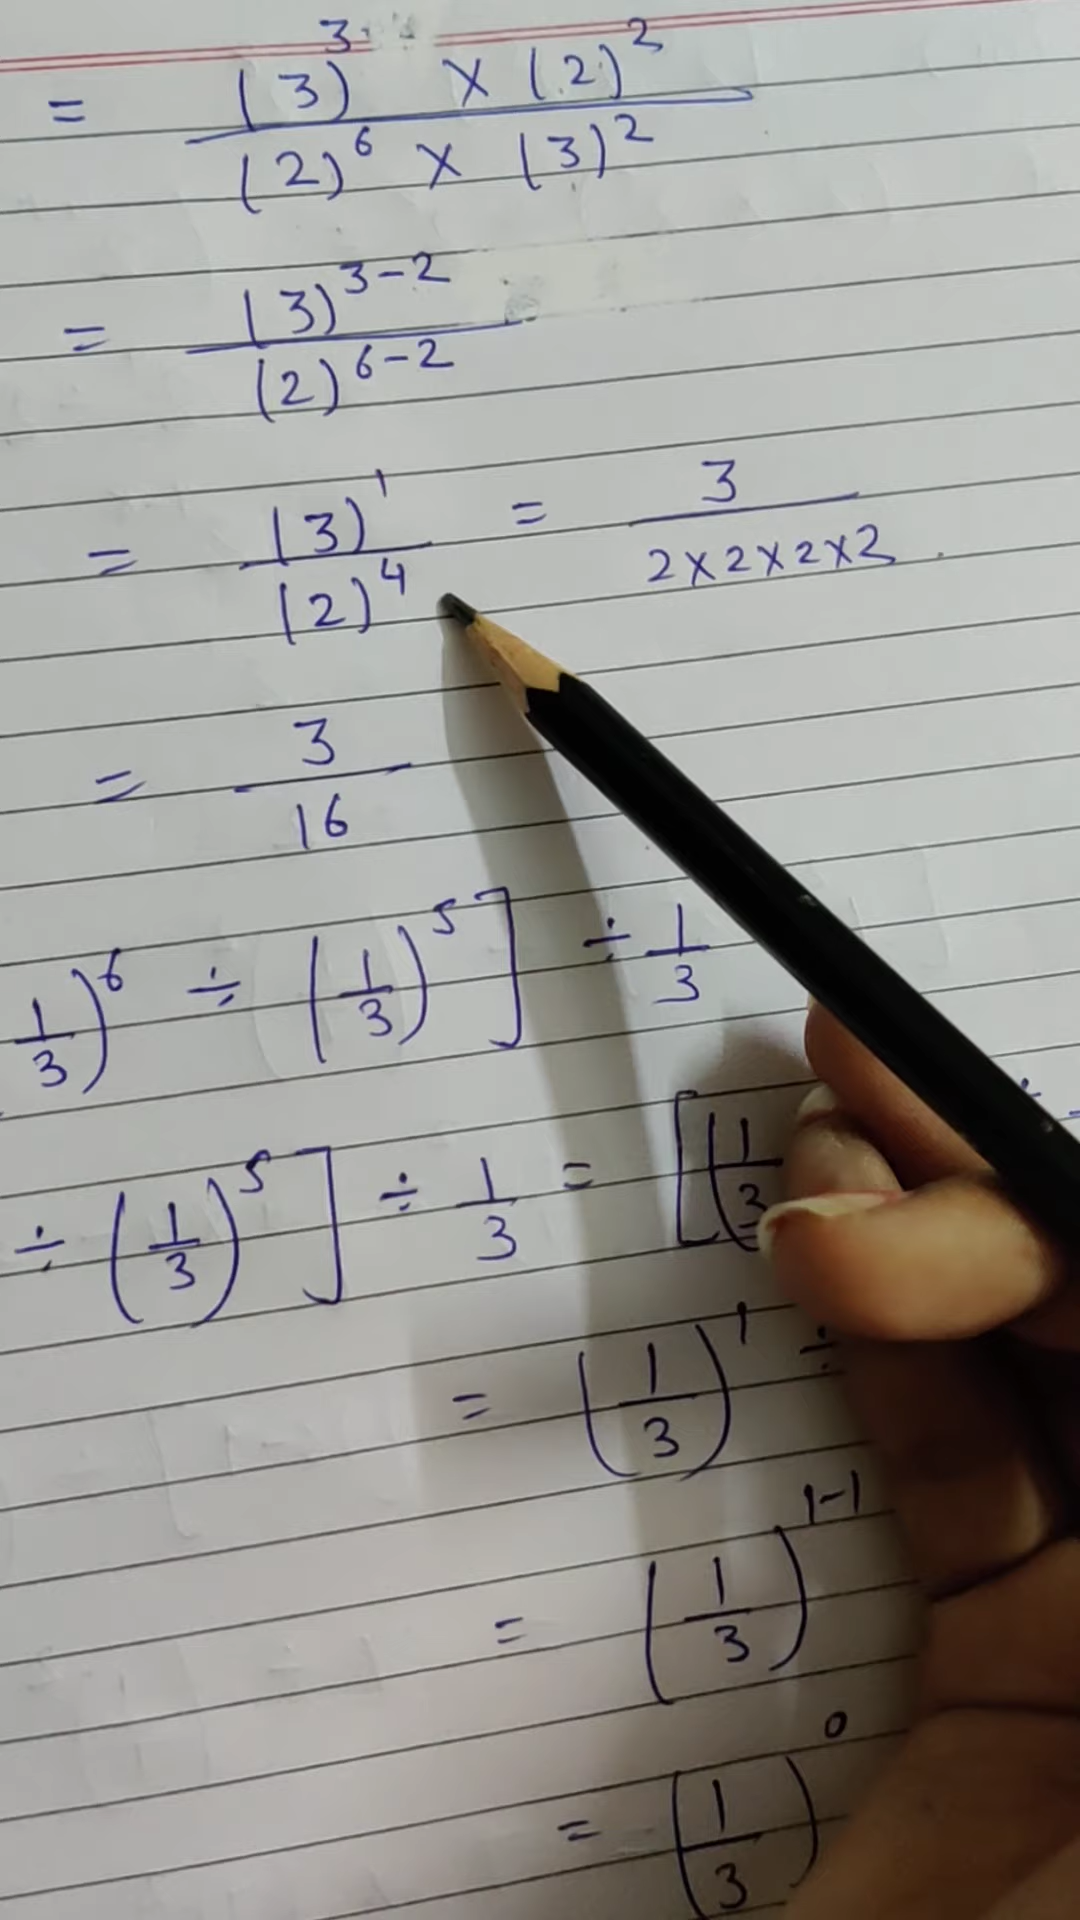 = (3)³ × (2)² / (2)⁶ × (3)²
= (3)³⁻² / (2)⁶⁻²
= (3)¹ / (2)⁴ = 3 / 2×2×2×2
= 3 / 16
1/3)⁶ ÷ (1/3)⁵] ÷ 1/3
÷ (1/3)⁵] ÷ 1/3 = [(1/3 ÷
= (1/3)¹ ÷
= (1/3)¹⁻¹
= (1/3)⁰